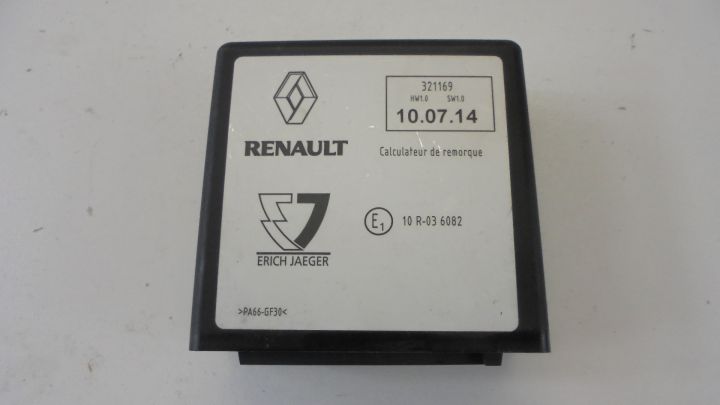 321169
HW1.0 SW1.0
10.07.14
RENAULT
Calculateur de remorque
ERICH JAEGER
E1 10 R-03 6082
>PA66-GF30<